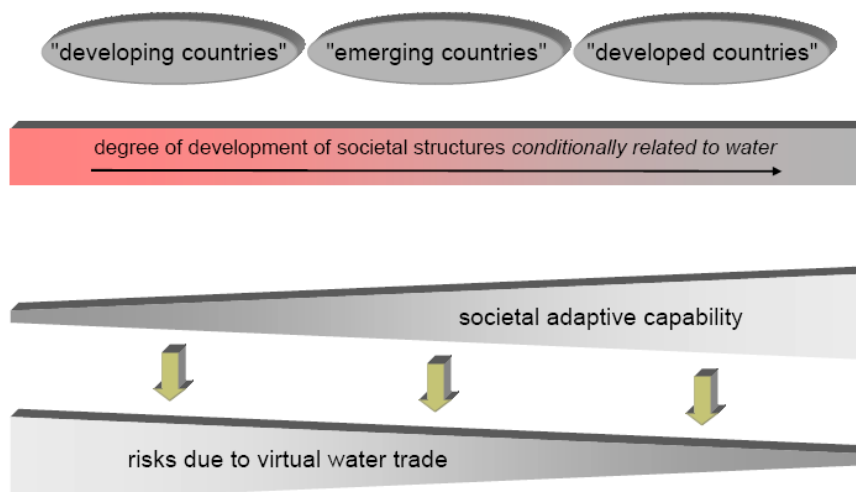 "developing countries" "emerging countries" "developed countries"
degree of development of societal structures conditionally related to water
societal adaptive capability
risks due to virtual water trade